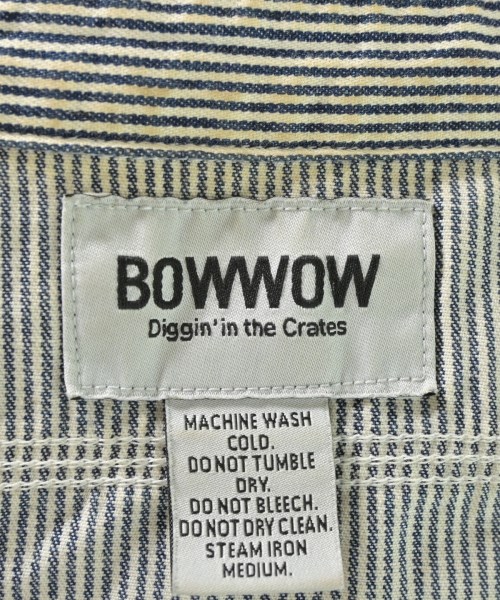 BOWWOW
Diggin' in the Crates
MACHINE WASH
COLD.
DO NOT TUMBLE
DRY.
DO NOT BLEECH.
DO NOT DRY CLEAN.
STEAM IRON
MEDIUM.